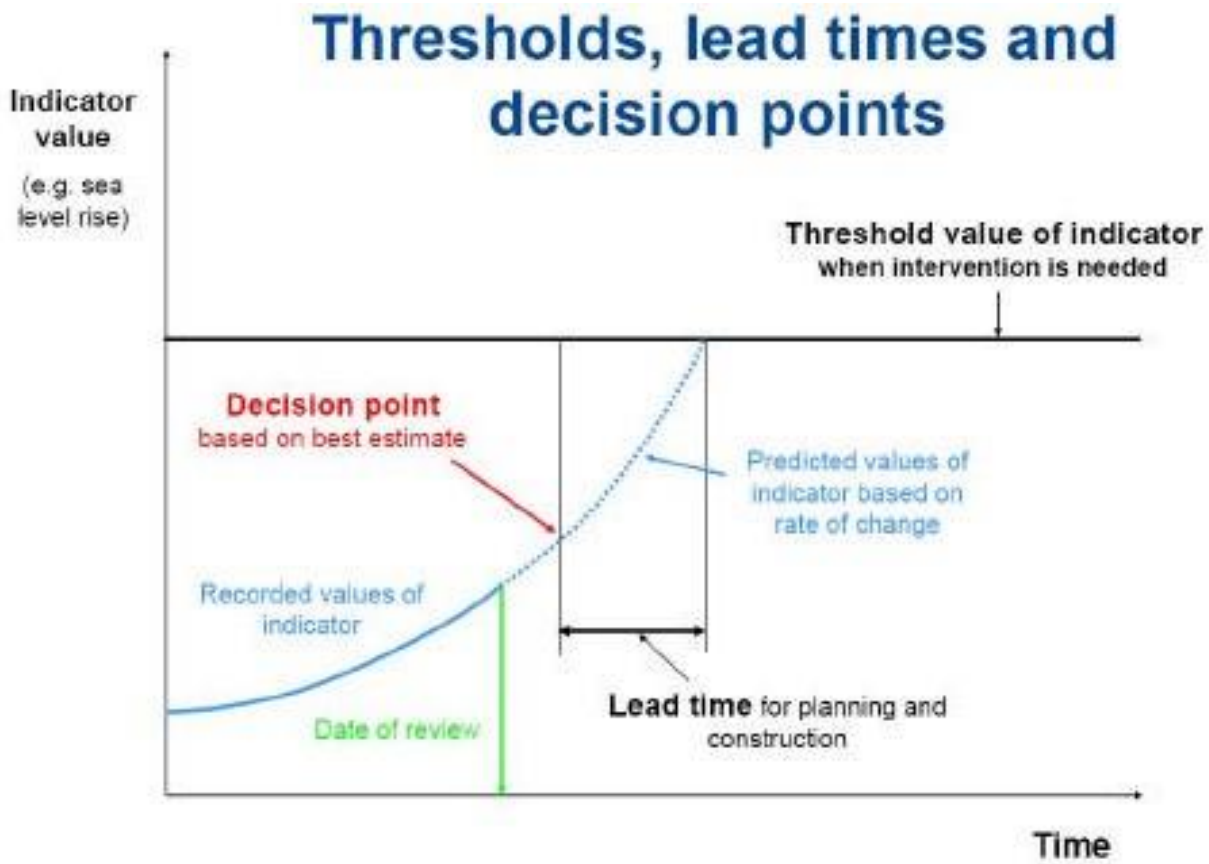 Thresholds, lead times and
decision points
Indicator
value
(e.g. sea
level rise)
Threshold value of indicator
when intervention is needed
Decision point
based on best estimate
Predicted values of
indicator based on
rate of change
Recorded values of
indicator
Date of review
Lead time for planning and
construction
Time